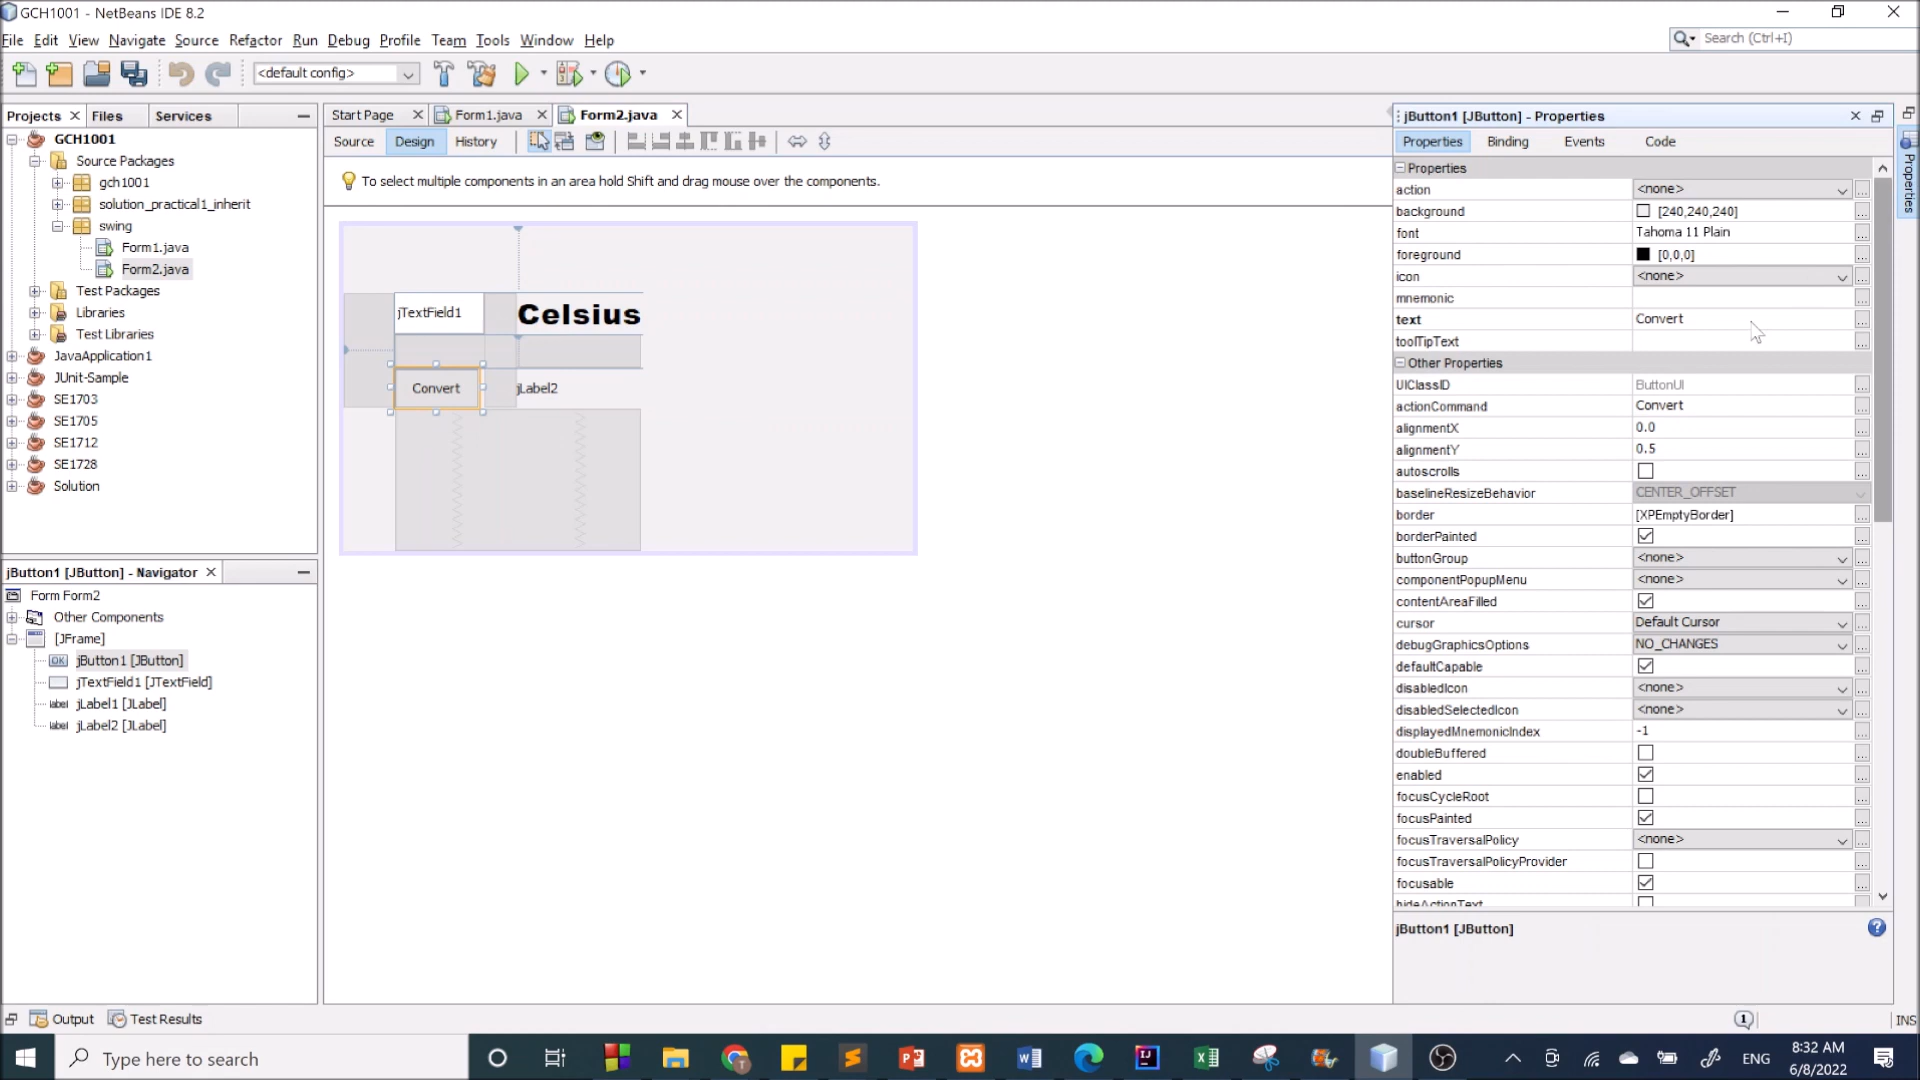 GCH1001 - NetBeans IDE 8.2
File Edit View Navigate Source Refactor Run Debug Profile Team Tools Window Help
Search (Ctrl+I)
<default config>
Projects Files Services
GCH1001
Source Packages
gch1001
solution_practical1_inherit
swing
Form1.java
Form2.java
Test Packages
Libraries
Test Libraries
JavaApplication1
JUnit-Sample
SE1703
SE1705
SE1712
SE1728
Solution
jButton1 [JButton] - Navigator
Form Form2
Other Components
[JFrame]
OK jButton1 [JButton]
jTextField1 [JTextField]
label jLabel1 [JLabel]
label jLabel2 [JLabel]
Start Page Form1.java Form2.java
Source Design History
To select multiple components in an area hold Shift and drag mouse over the components.
jTextField1 Celsius
Convert jLabel2
jButton1 [JButton] - Properties
Properties Binding Events Code
Properties
action <none>
background [240,240,240]
font Tahoma 11 Plain
foreground [0,0,0]
icon <none>
mnemonic
text Convert
toolTipText
Other Properties
UIClassID ButtonUI
actionCommand Convert
alignmentX 0.0
alignmentY 0.5
autoscrolls
baselineResizeBehavior CENTER_OFFSET
border [XPEmptyBorder]
borderPainted
buttonGroup <none>
componentPopupMenu <none>
contentAreaFilled
cursor Default Cursor
debugGraphicsOptions NO_CHANGES
defaultCapable
disabledIcon <none>
disabledSelectedIcon <none>
displayedMnemonicIndex -1
doubleBuffered
enabled
focusCycleRoot
focusPainted
focusTraversalPolicy <none>
focusTraversalPolicyProvider
focusable
hideActionText
jButton1 [JButton]
Properties
Output Test Results
1 INS
Type here to search
ENG
8:32 AM
6/8/2022